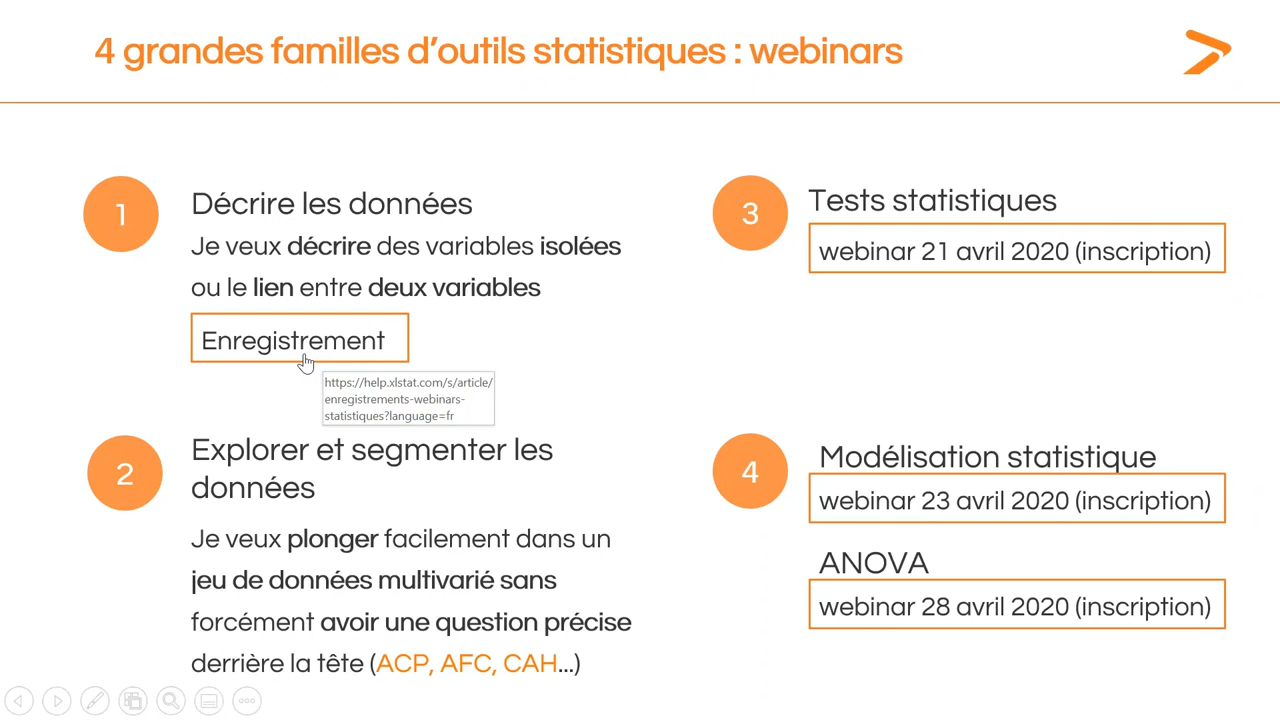 4 grandes familles d’outils statistiques : webinars
1
Décrire les données
Je veux décrire des variables isolées
ou le lien entre deux variables
Enregistrement
https://help.xlstat.com/s/article/
enregistrements-webinars-
statistiques?language=fr
2
Explorer et segmenter les
données
Je veux plonger facilement dans un
jeu de données multivarié sans
forcément avoir une question précise
derrière la tête (ACP, AFC, CAH...)
3
Tests statistiques
webinar 21 avril 2020 (inscription)
4
Modélisation statistique
webinar 23 avril 2020 (inscription)
ANOVA
webinar 28 avril 2020 (inscription)